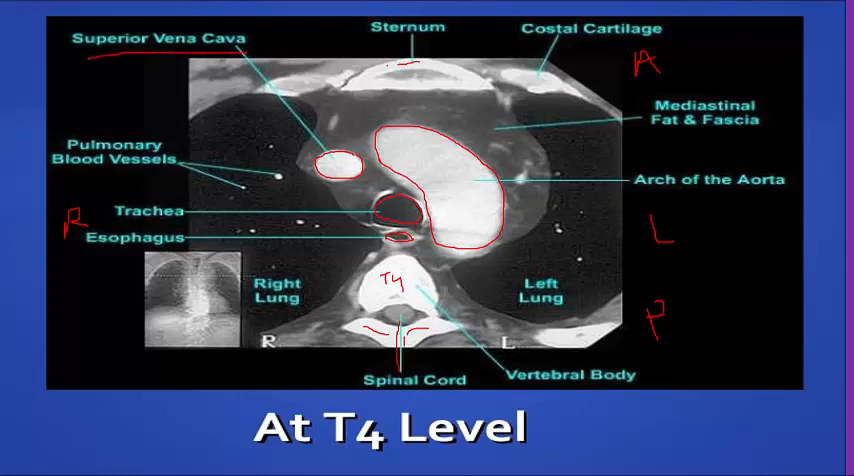 Sternum
Costal Cartilage
Superior Vena Cava
A
Mediastinal
Fat & Fascia
Pulmonary
Blood Vessels
Arch of the Aorta
Trachea
R
L
Esophagus
T4
Right
Lung
Left
Lung
P
R
L
Spinal Cord
Vertebral Body
At T4 Level